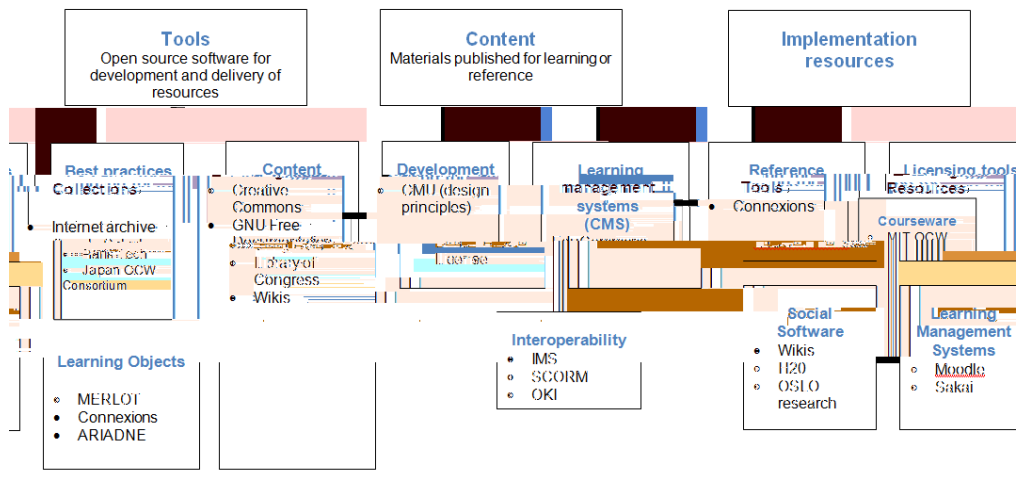 Tools
Open source software for
development and delivery of
resources
Content
Materials published for learning or
reference
Implementation
resources
Best practices
Collections
Internet archive
Japan OCW
Consortium
Content
Creative
Commons
GNU Free
Library of
Congress
Wikis
Development
CMU (design
principles)
License
Learning
management
systems
(CMS)
Reference
Tools
Connexions
Licensing tools
Resources
Courseware
MIT OCW
Learning Objects
MERLOT
Connexions
ARIADNE
Interoperability
IMS
SCORM
OKI
Social
Software
Wikis
H20
OSLO
research
Learning
Management
Systems
Moodle
Sakai